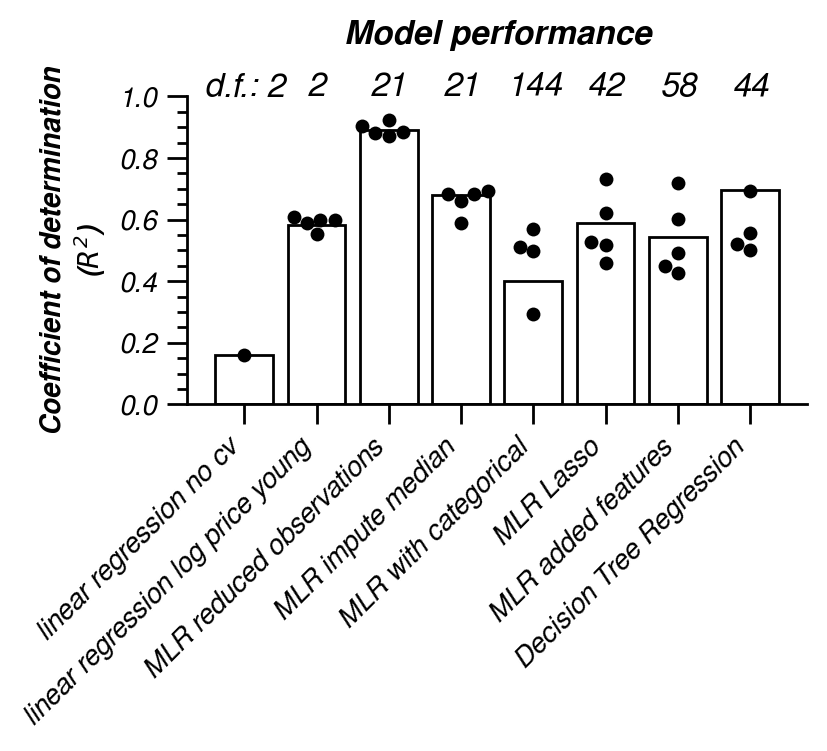 Model performance
d.f.: 2 2 21 21 144 42 58 44
Coefficient of determination
(R²)
1.0
0.8
0.6
0.4
0.2
0.0
linear regression no cv
linear regression log price young
MLR reduced observations
MLR impute median
MLR with categorical
MLR Lasso
MLR added features
Decision Tree Regression